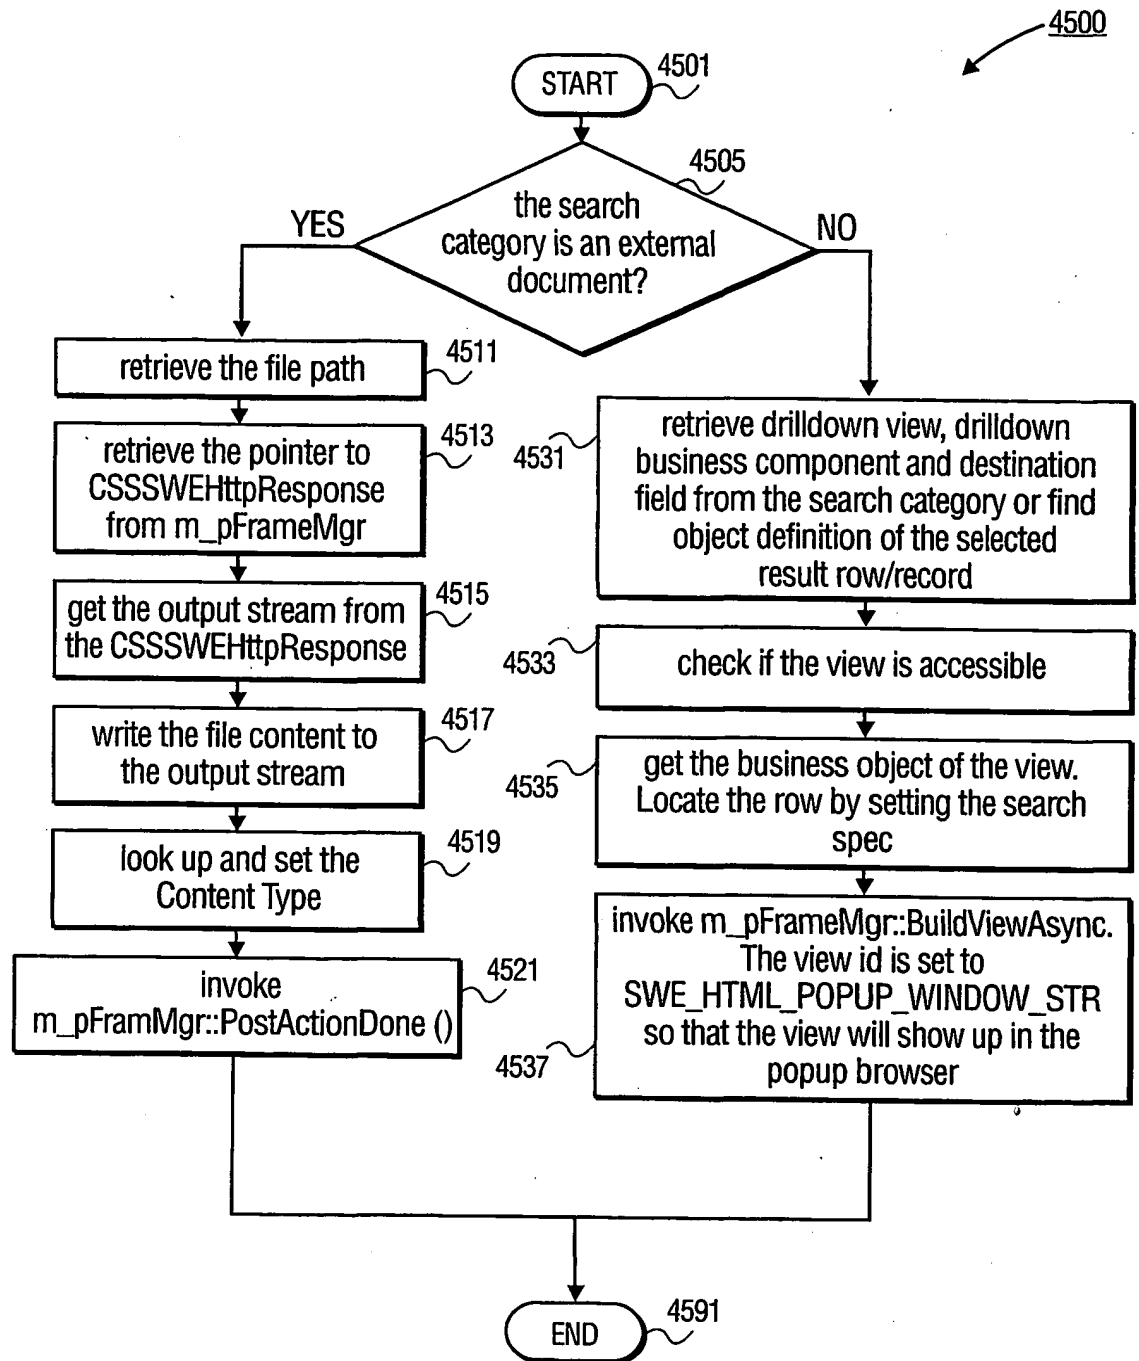 4500
START
4501
4505
the search
category is an external
document?
YES
NO
retrieve the file path
4511
retrieve the pointer to
CSSSWEHttpResponse
from m_pFrameMgr
4513
get the output stream from
the CSSSWEHttpResponse
4515
write the file content to
the output stream
4517
look up and set the
Content Type
4519
invoke
m_pFramMgr::PostActionDone ()
4521
4531
retrieve drilldown view, drilldown
business component and destination
field from the search category or find
object definition of the selected
result row/record
4533
check if the view is accessible
4535
get the business object of the view.
Locate the row by setting the search
spec
4537
invoke m_pFrameMgr::BuildViewAsync.
The view id is set to
SWE_HTML_POPUP_WINDOW_STR
so that the view will show up in the
popup browser
END
4591